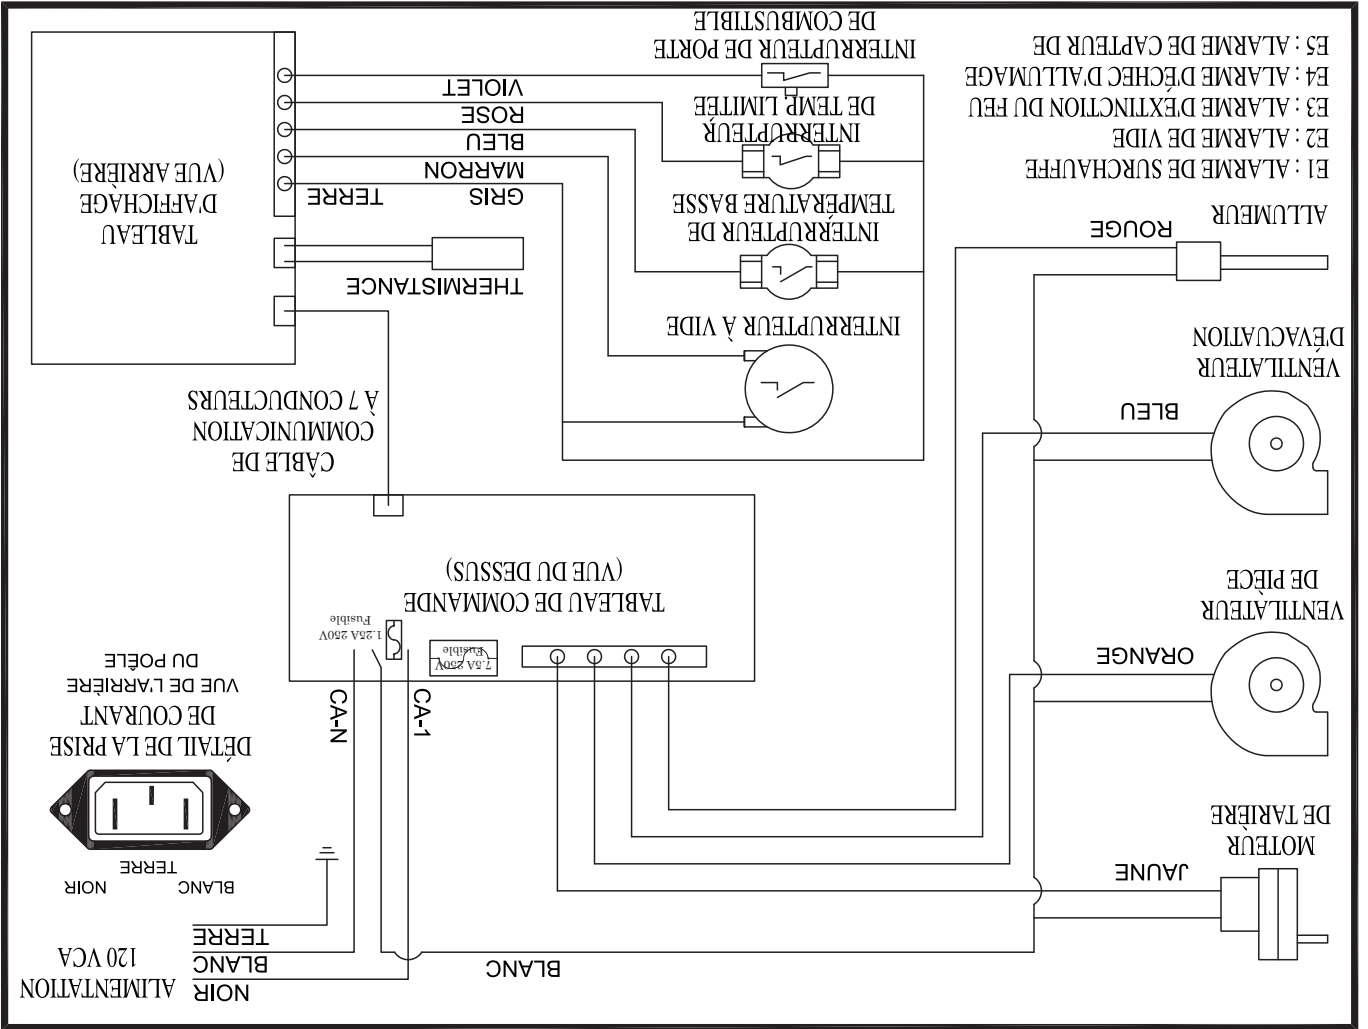 NOIR
BLANC
TERRE
ALIMENTATION
120 VCA
BLANC
JAUNE
MOTEUR
DE TARIÈRE
BLANC
NOIR
TERRE
DÉTAIL DE LA PRISE
DE COURANT
VUE DE L'ARRIÈRE
DU POÊLE
CA-1
CA-N
ORANGE
VENTILATEUR
DE PIÈCE
7.5A 250V
Fusible
1.25A 250V
Fusible
TABLEAU DE COMMANDE
(VUE DU DESSUS)
BLEU
VENTILATEUR
D'ÉVACUATION
CÂBLE DE
COMMUNICATION
À 7 CONDUCTEURS
INTERRUPTEUR À VIDE
THERMISTANCE
ROUGE
ALLUMEUR
INTERRUPTEUR DE
TEMPÉRATURE BASSE
TABLEAU
D'AFFICHAGE
(VUE ARRIÈRE)
GRIS
TERRE
MARRON
BLEU
ROSE
VIOLET
INTERRUPTEUR
DE TEMP LIMITÉE
INTERRUPTEUR DE PORTE
DE COMBUSTIBLE
E1 : ALARME DE SURCHAUFFE
E2 : ALARME DE VIDE
E3 : ALARME D'EXTINCTION DU FEU
E4 : ALARME D'ÉCHEC D'ALLUMAGE
E5 : ALARME DE CAPTEUR DE